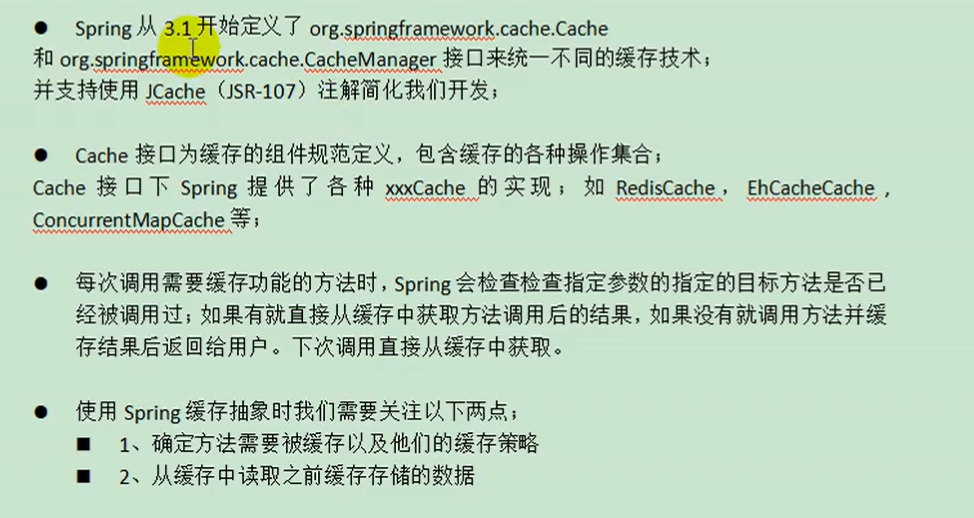 ● Spring 从 3.1 开始定义了 org.springframework.cache.Cache
和 org.springframework.cache.CacheManager 接口来统一不同的缓存技术；
并支持使用 JCache（JSR-107）注解简化我们开发；
● Cache 接口为缓存的组件规范定义，包含缓存的各种操作集合；
Cache 接口下 Spring 提供了各种 xxxCache 的实现；如 RedisCache，EhCacheCache ,
ConcurrentMapCache 等；
● 每次调用需要缓存功能的方法时，Spring 会检查检查指定参数的指定的目标方法是否已
经被调用过；如果有就直接从缓存中获取方法调用后的结果，如果没有就调用方法并缓
存结果后返回给用户。下次调用直接从缓存中获取。
● 使用 Spring 缓存抽象时我们需要关注以下两点；
■ 1、确定方法需要被缓存以及他们的缓存策略
■ 2、从缓存中读取之前缓存存储的数据